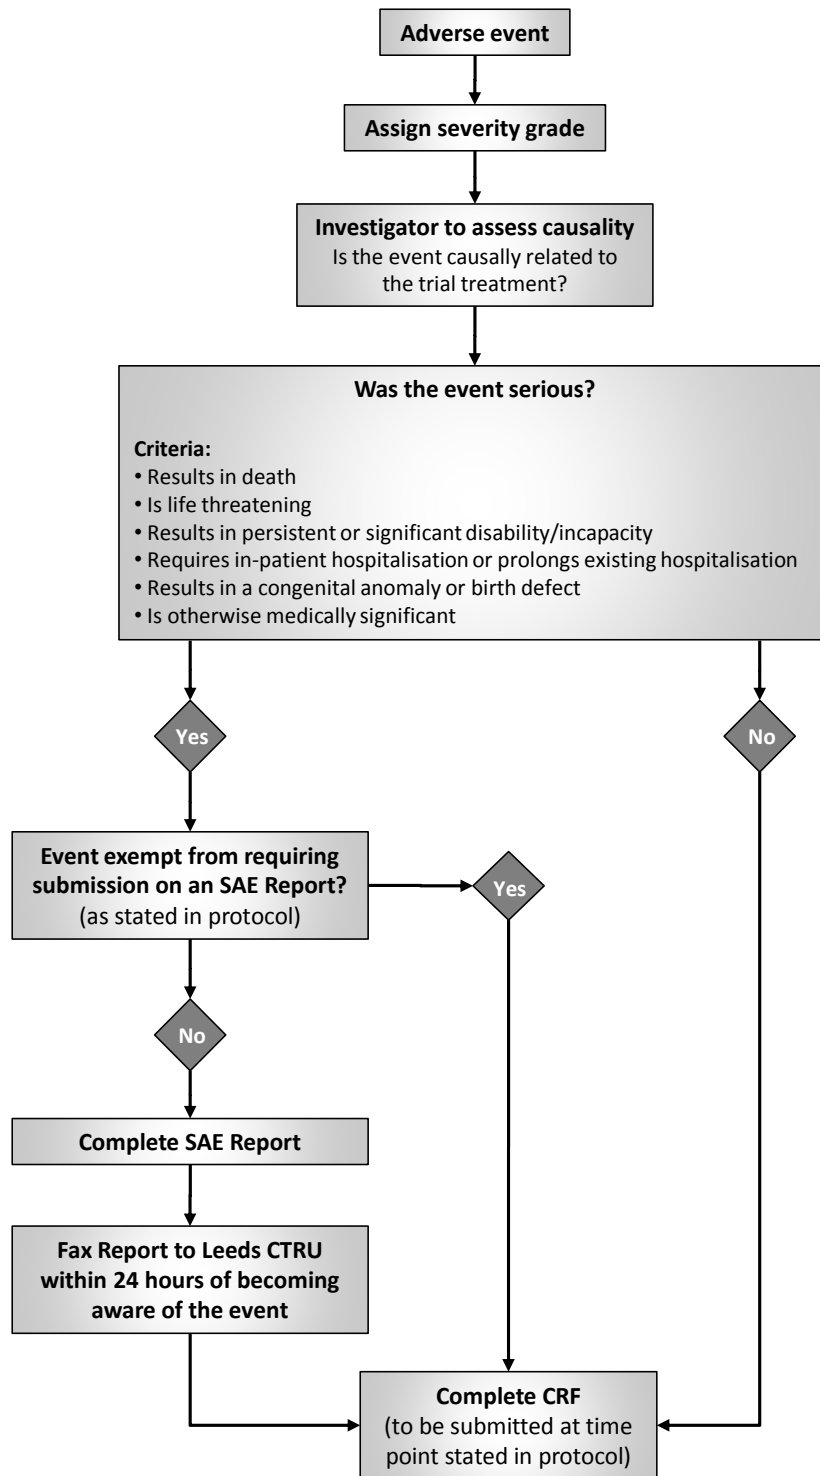 Adverse event
Assign severity grade
Investigator to assess causality
Is the event causally related to
the trial treatment?
Was the event serious?
Criteria:
• Results in death
• Is life threatening
• Results in persistent or significant disability/incapacity
• Requires in-patient hospitalisation or prolongs existing hospitalisation
• Results in a congenital anomaly or birth defect
• Is otherwise medically significant
Yes
No
Event exempt from requiring
submission on an SAE Report?
(as stated in protocol)
Yes
No
Complete SAE Report
Fax Report to Leeds CTRU
within 24 hours of becoming
aware of the event
Complete CRF
(to be submitted at time
point stated in protocol)